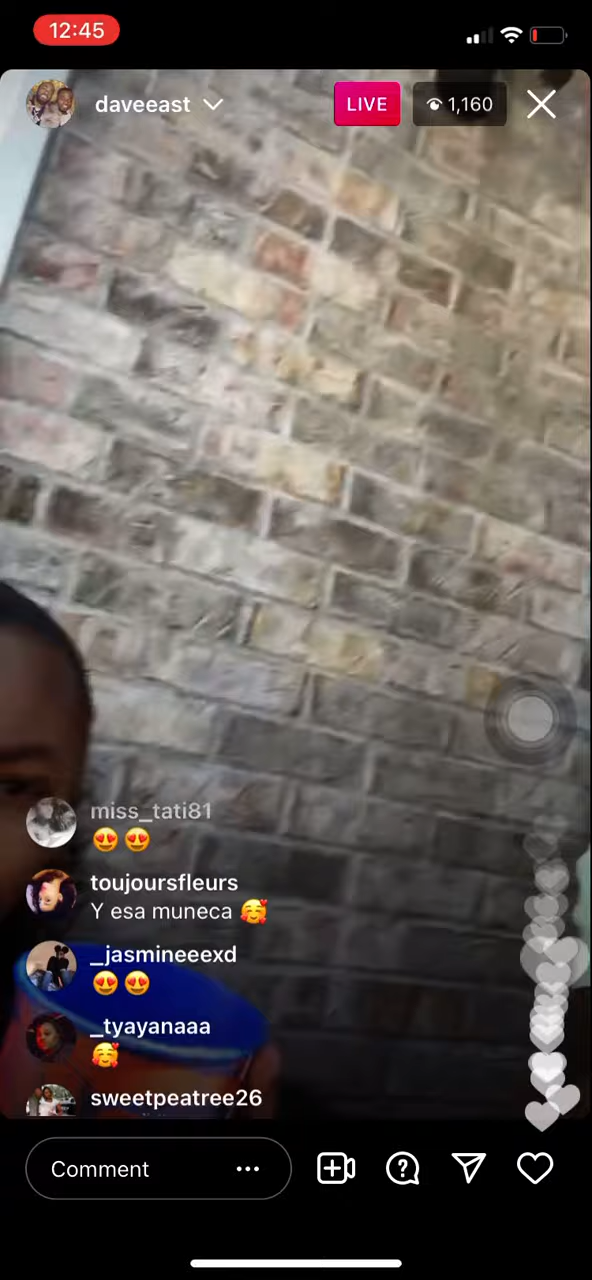 12:45
daveeast
LIVE
1,160
miss_tati81
😍😍
toujoursfleurs
Y esa muneca 🥰
_jasmineeexd
😍😍
_tyayanaaa
🥰
sweetpeatree26
Comment